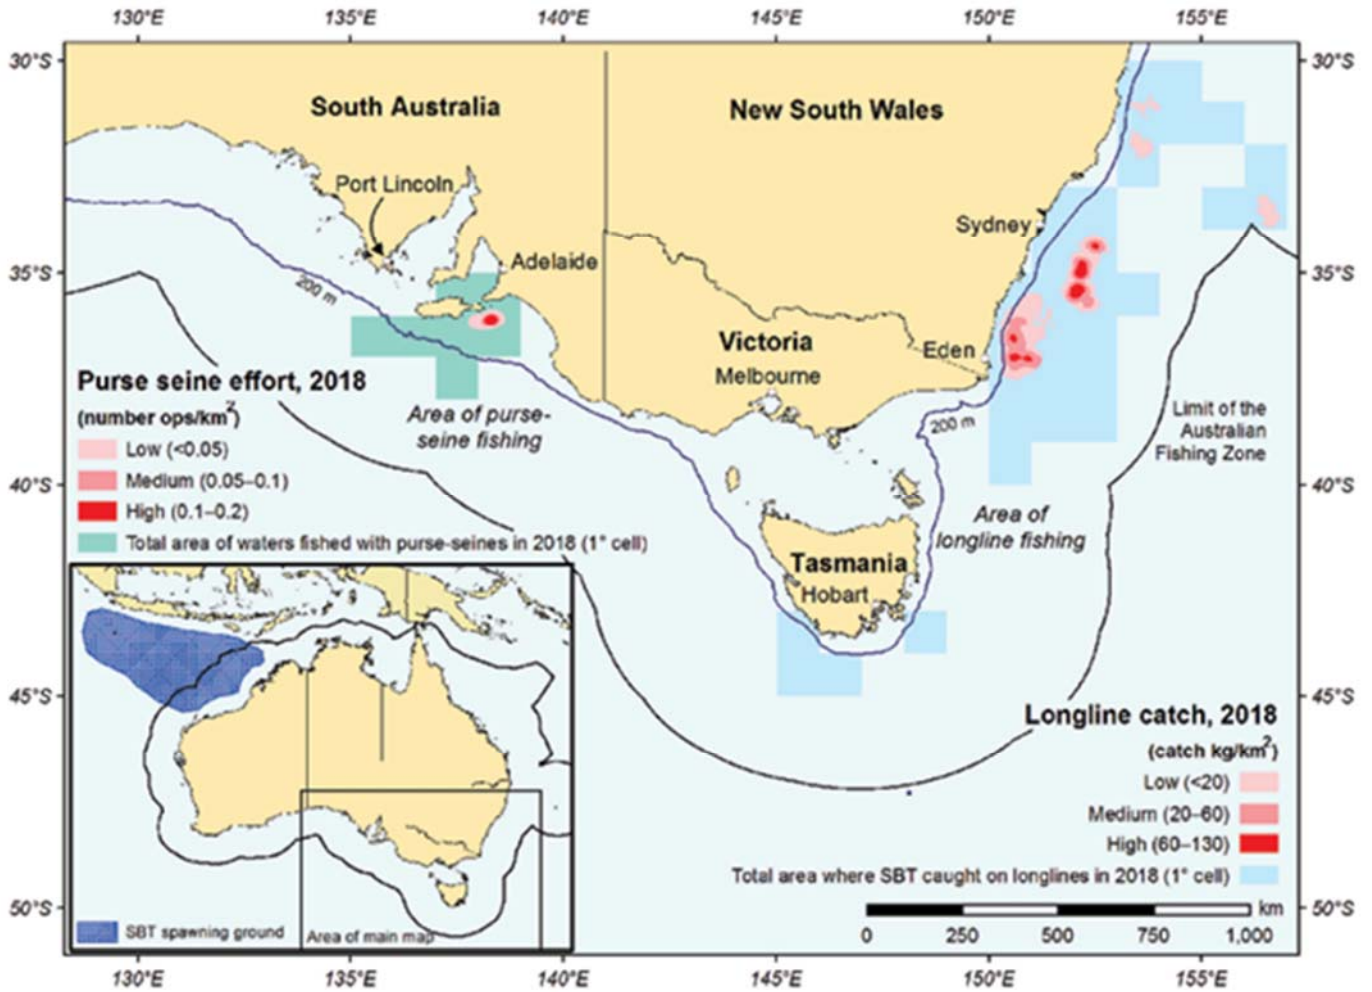 130°E 135°E 140°E 145°E 150°E 155°E
30°S 30°S
South Australia
New South Wales
Port Lincoln
Sydney
Adelaide
35°S 35°S
200 m
Victoria
Eden
Melbourne
Purse seine effort, 2018
(number ops/km²)
Low (<0.05)
Medium (0.05–0.1)
High (0.1–0.2)
Total area of waters fished with purse-seines in 2018 (1° cell)
Area of purse-
seine fishing
200 m
Limit of the
Australian
Fishing Zone
40°S 40°S
Area of
longline fishing
Tasmania
Hobart
45°S 45°S
Longline catch, 2018
(catch kg/km²)
Low (<20)
Medium (20–60)
High (60–130)
Total area where SBT caught on longlines in 2018 (1° cell)
50°S 50°S
SBT spawning ground
Area of main map
km
0 250 500 750 1,000
130°E 135°E 140°E 145°E 150°E 155°E